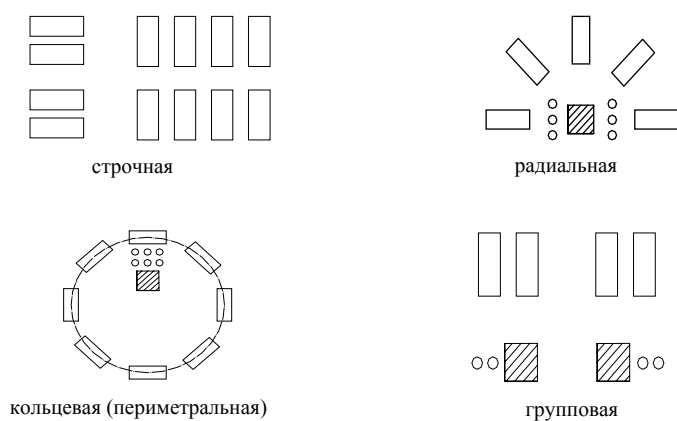 строчная
радиальная
кольцевая (периметральная)
групповая